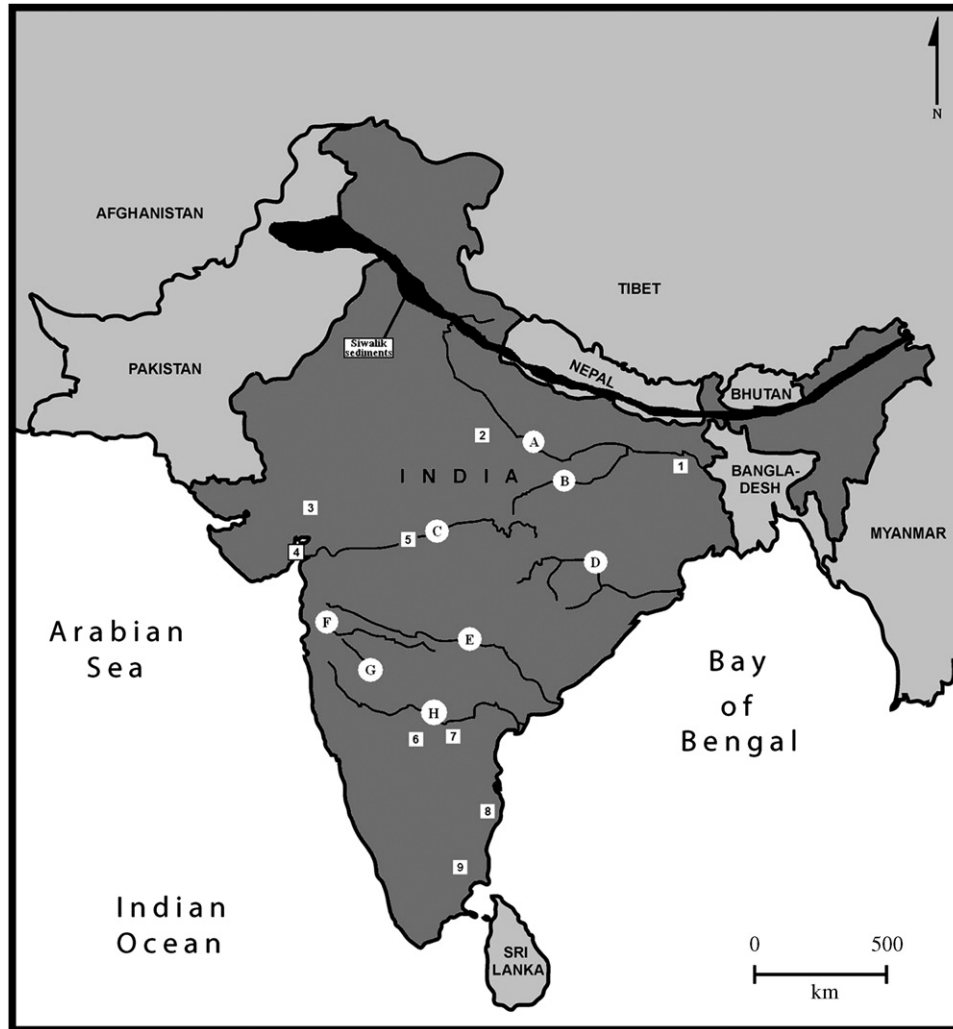 N
AFGHANISTAN
TIBET
Siwalik
sediments
PAKISTAN
NEPAL
BHUTAN
2
A
1
INDIA
BANGLA-
DESH
B
3
C
5
4
MYANMAR
D
Arabian
Sea
F
E
G
Bay
of
Bengal
H
6
7
8
9
Indian
Ocean
SRI
LANKA
0 500
km